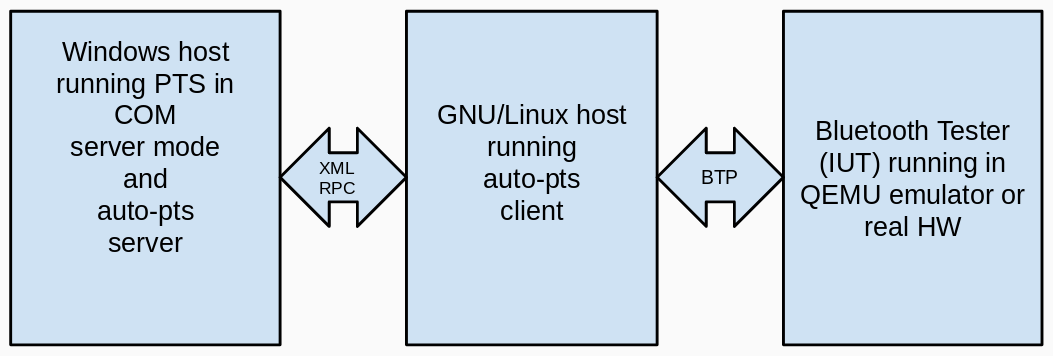 Windows host
running PTS in
COM
server mode
and
auto-pts
server
XML
RPC
GNU/Linux host
running
auto-pts
client
BTP
Bluetooth Tester
(IUT) running in
QEMU emulator or
real HW